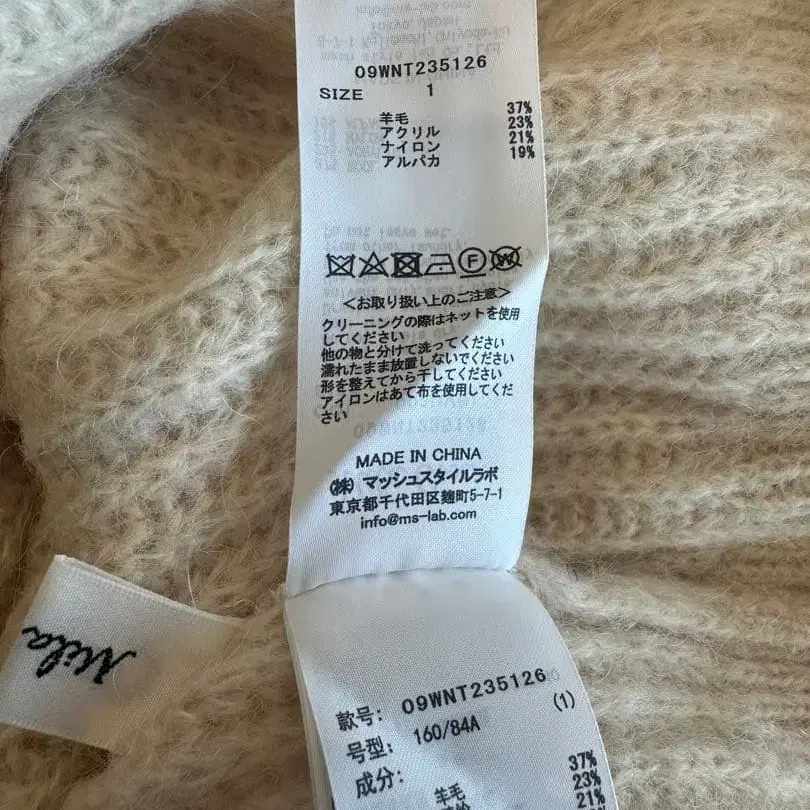 09WNT235126
SIZE 1
37%
羊毛 23%
アクリル 21%
ナイロン 19%
アルパカ
<お取り扱い上のご注意>
クリーニングの際はネットを使用
してください
他の物と分けて洗ってください
濡れたまま放置しないでください
形を整えてから干してください
アイロンはあて布を使用してくだ
さい
MADE IN CHINA
(株) マッシュスタイルラボ
東京都千代田区麹町5-7-1
info@ms-lab.com
Mila
款号: 09WNT235126
(1)
号型: 160/84A
成分:
37%
羊毛 23%
21%